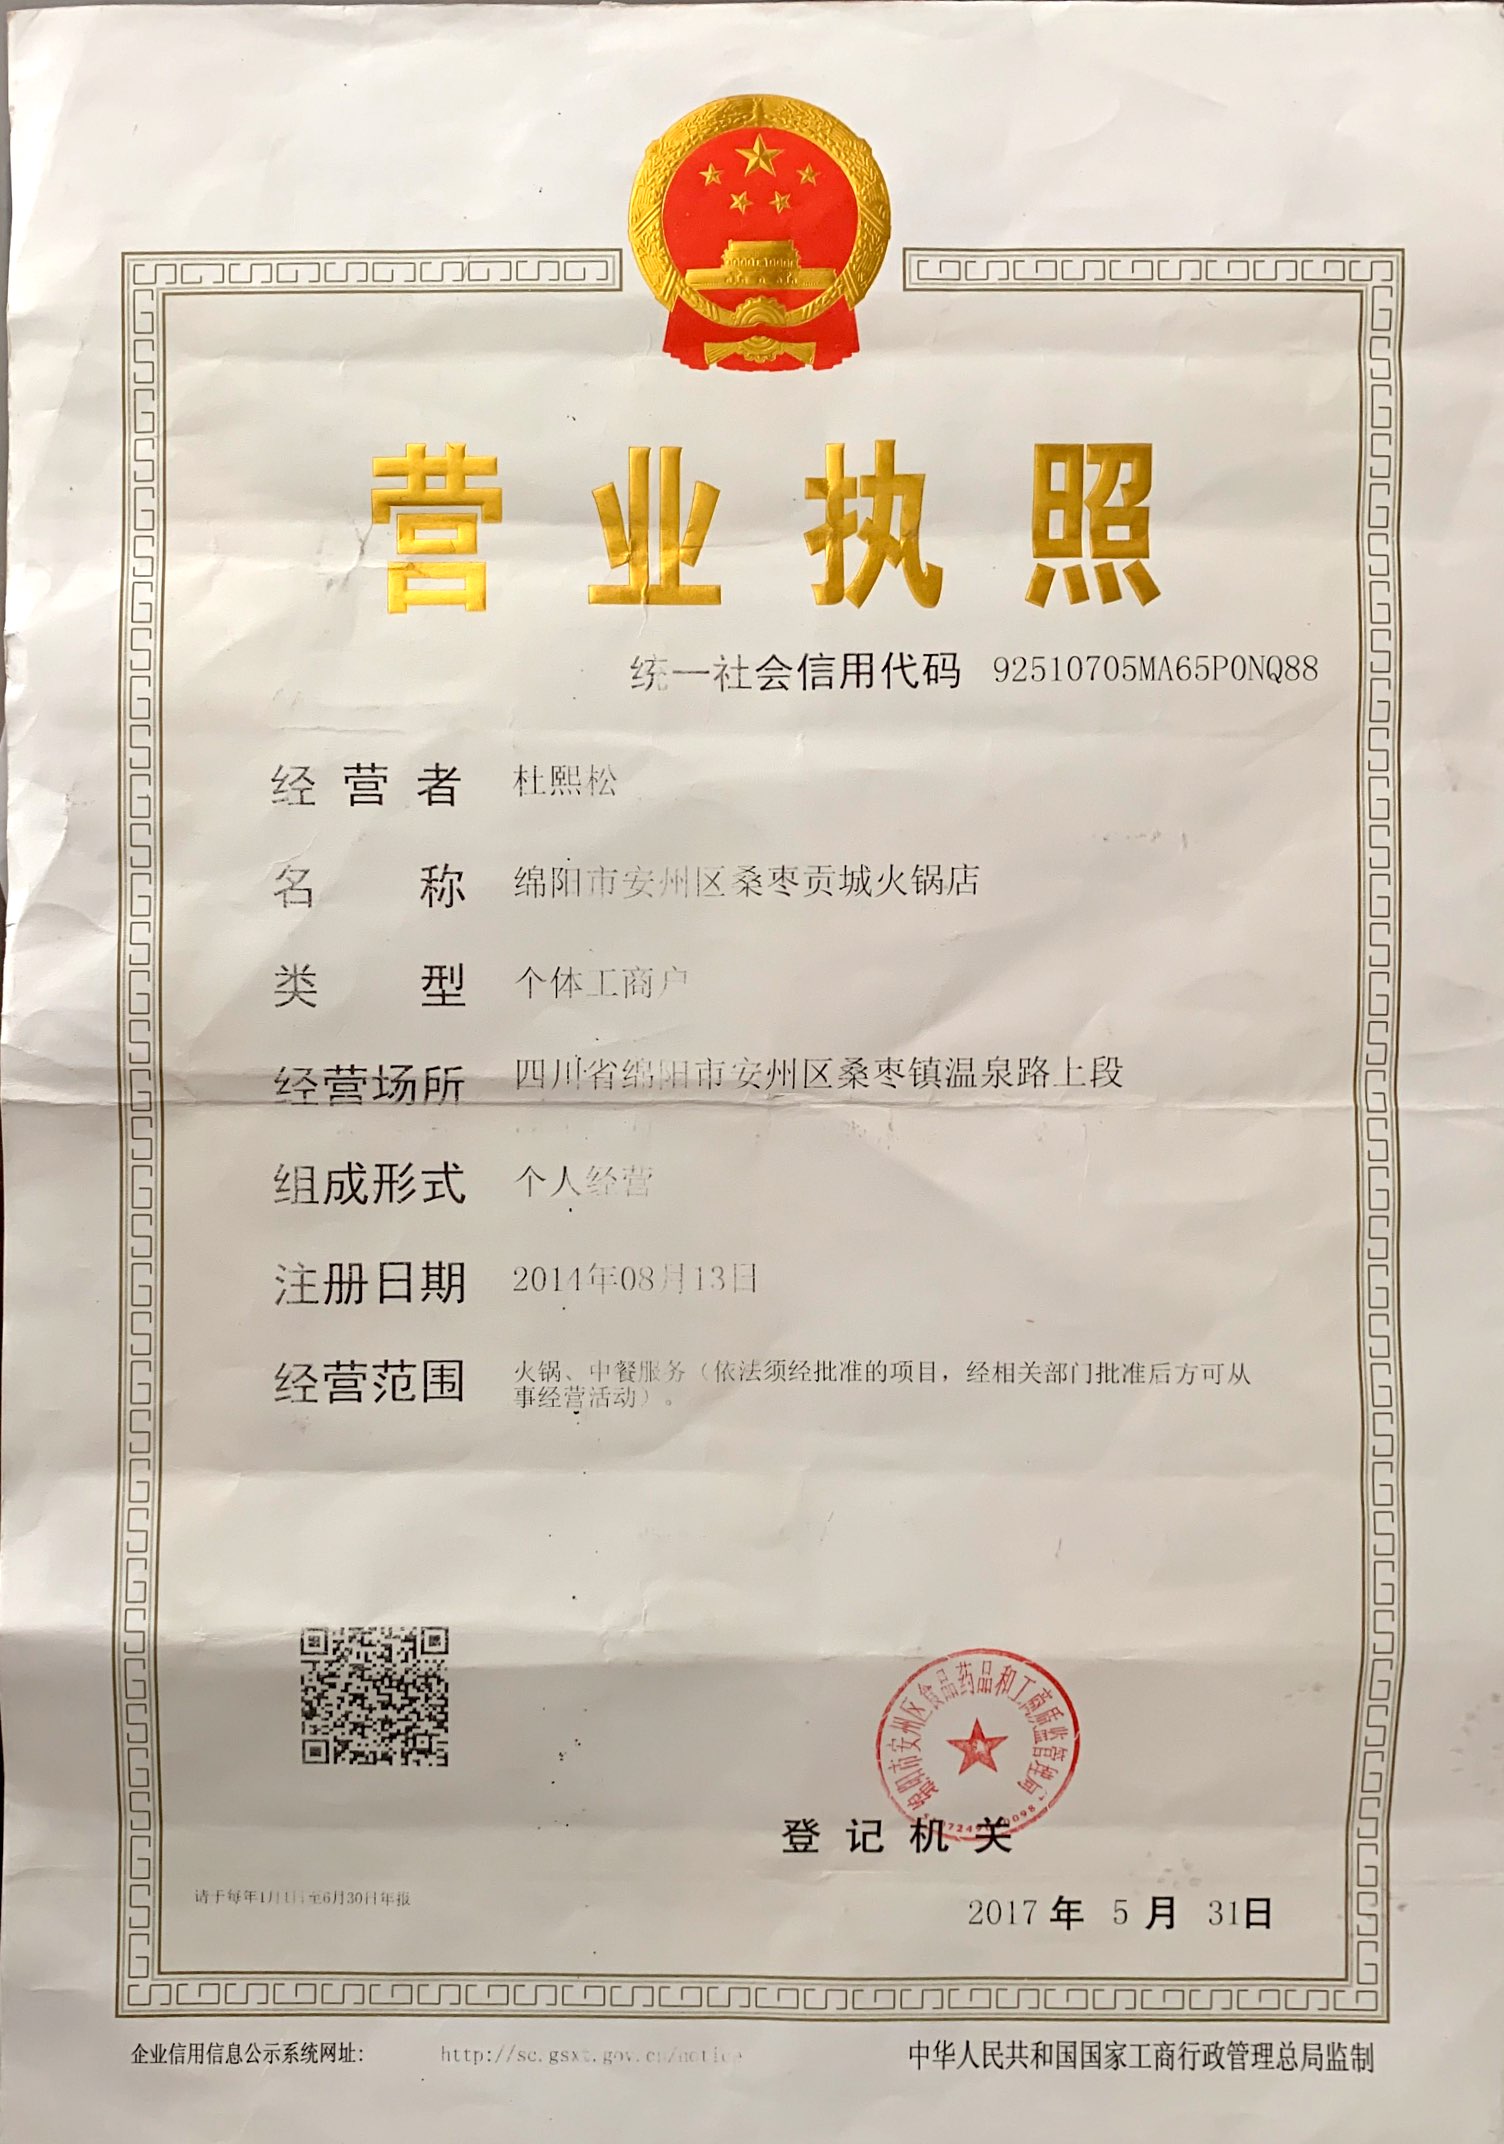 营业执照
统一社会信用代码 92510705MA65P0NQ88
经营者 杜熙松
名称 绵阳市安州区桑枣贡城火锅店
类型 个体工商户
经营场所 四川省绵阳市安州区桑枣镇温泉路上段
组成形式 个人经营
注册日期 2014年08月13日
经营范围 火锅、中餐服务（依法须经批准的项目，经相关部门批准后方可从
事经营活动）。
绵阳市安州区食品药品和工商质监管理局
登记机关
2017 年 5 月 31日
请于每年1月1日至6月30日年报
企业信用信息公示系统网址: http://sc.gsxt.gov.cn/notice
中华人民共和国国家工商行政管理总局监制